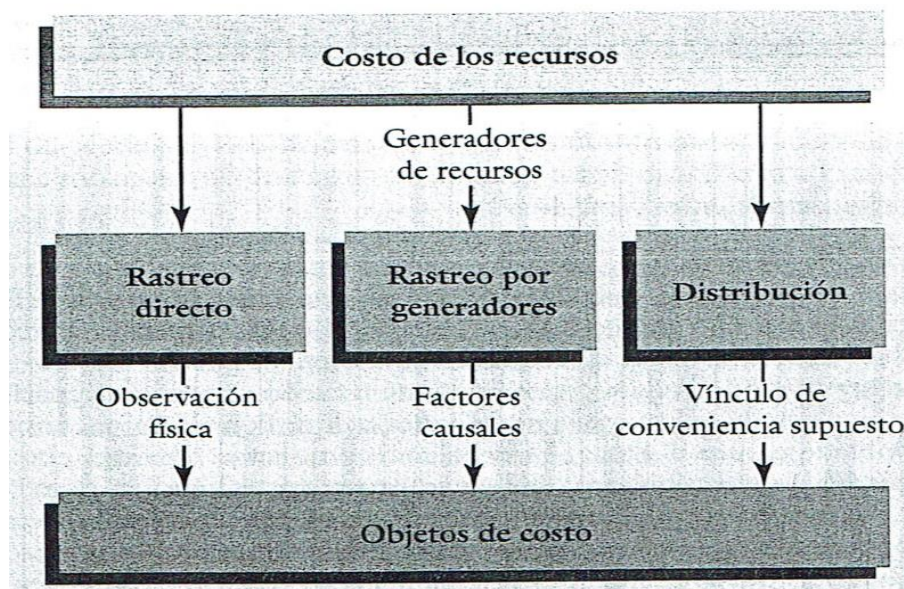 Costo de los recursos
Generadores
de recursos
Rastreo
directo
Rastreo por
generadores
Distribución
Observación
física
Factores
causales
Vínculo de
conveniencia supuesto
Objetos de costo